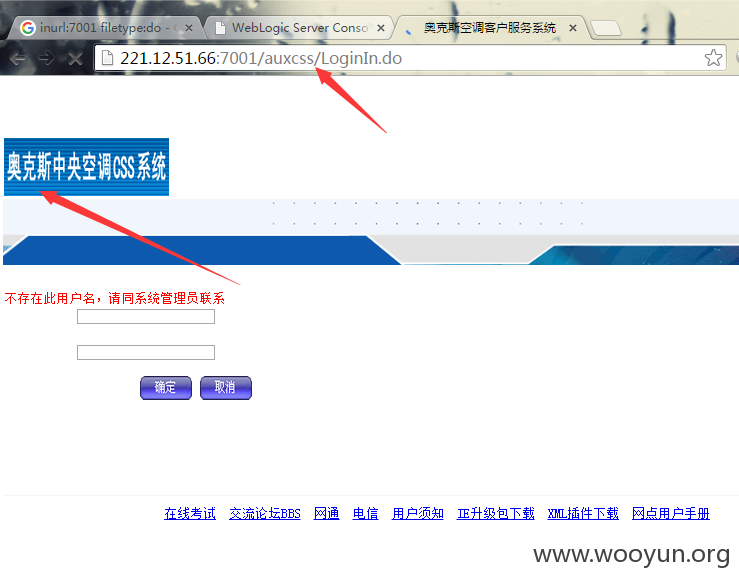 inurl:7001 filetype:do - G
WebLogic Server Conso
奥克斯空调客户服务系统
221.12.51.66:7001/auxcss/LoginIn.do
奥克斯中央空调CSS系统
不存在此用户名，请同系统管理员联系
确定 取消
在线考试 交流论坛BBS 网通 电信 用户须知 IE升级包下载 XML插件下载 网点用户手册
www.wooyun.org